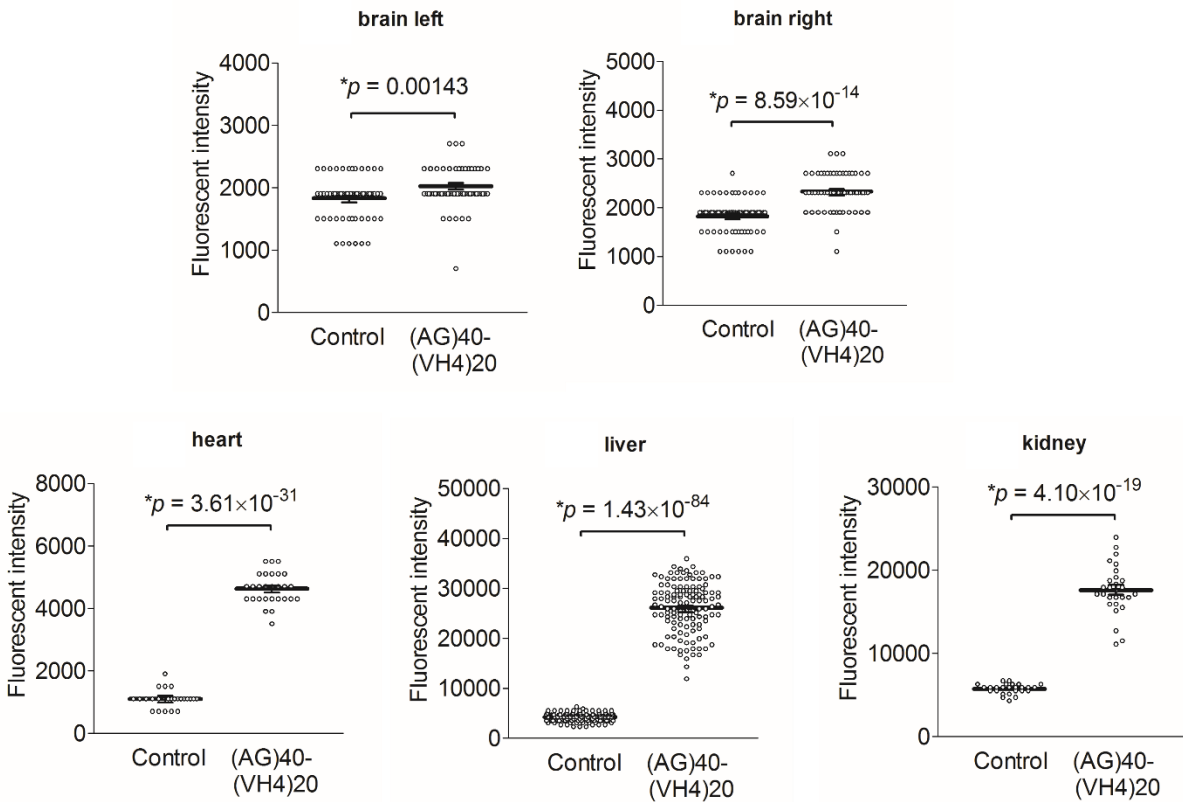 brain left
Fluorescent intensity
4000
3000
2000
1000
0
*p = 0.00143
Control
(AG)40-
(VH4)20
brain right
Fluorescent intensity
5000
4000
3000
2000
1000
0
*p = 8.59×10⁻¹⁴
Control
(AG)40-
(VH4)20
heart
Fluorescent intensity
8000
6000
4000
2000
0
*p = 3.61×10⁻³¹
Control
(AG)40-
(VH4)20
liver
Fluorescent intensity
50000
40000
30000
20000
10000
0
*p = 1.43×10⁻⁸⁴
Control
(AG)40-
(VH4)20
kidney
Fluorescent intensity
30000
20000
10000
0
*p = 4.10×10⁻¹⁹
Control
(AG)40-
(VH4)20